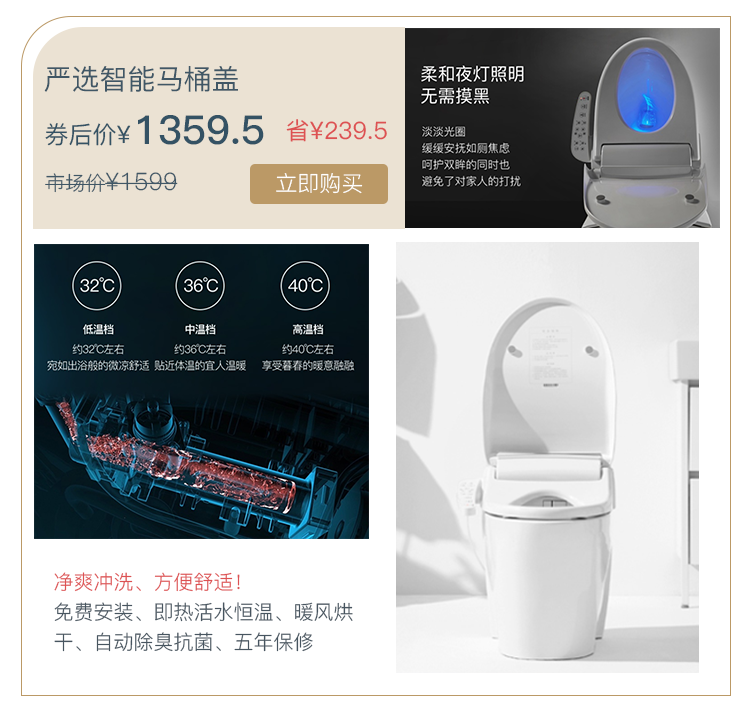 严选智能马桶盖
券后价¥1359.5 省¥239.5
市场价¥1599 立即购买
柔和夜灯照明
无需摸黑
淡淡光圈
缓缓安抚如厕焦虑
呵护双眸的同时也
避免了对家人的打扰
32℃ 36℃ 40℃
低温档 中温档 高温档
约32℃左右 约36℃左右 约40℃左右
宛如出浴般的微凉舒适 贴近体温的宜人温暖 享受暮春的暖意融融
净爽冲洗、方便舒适!
免费安装、即热活水恒温、暖风烘
干、自动除臭抗菌、五年保修